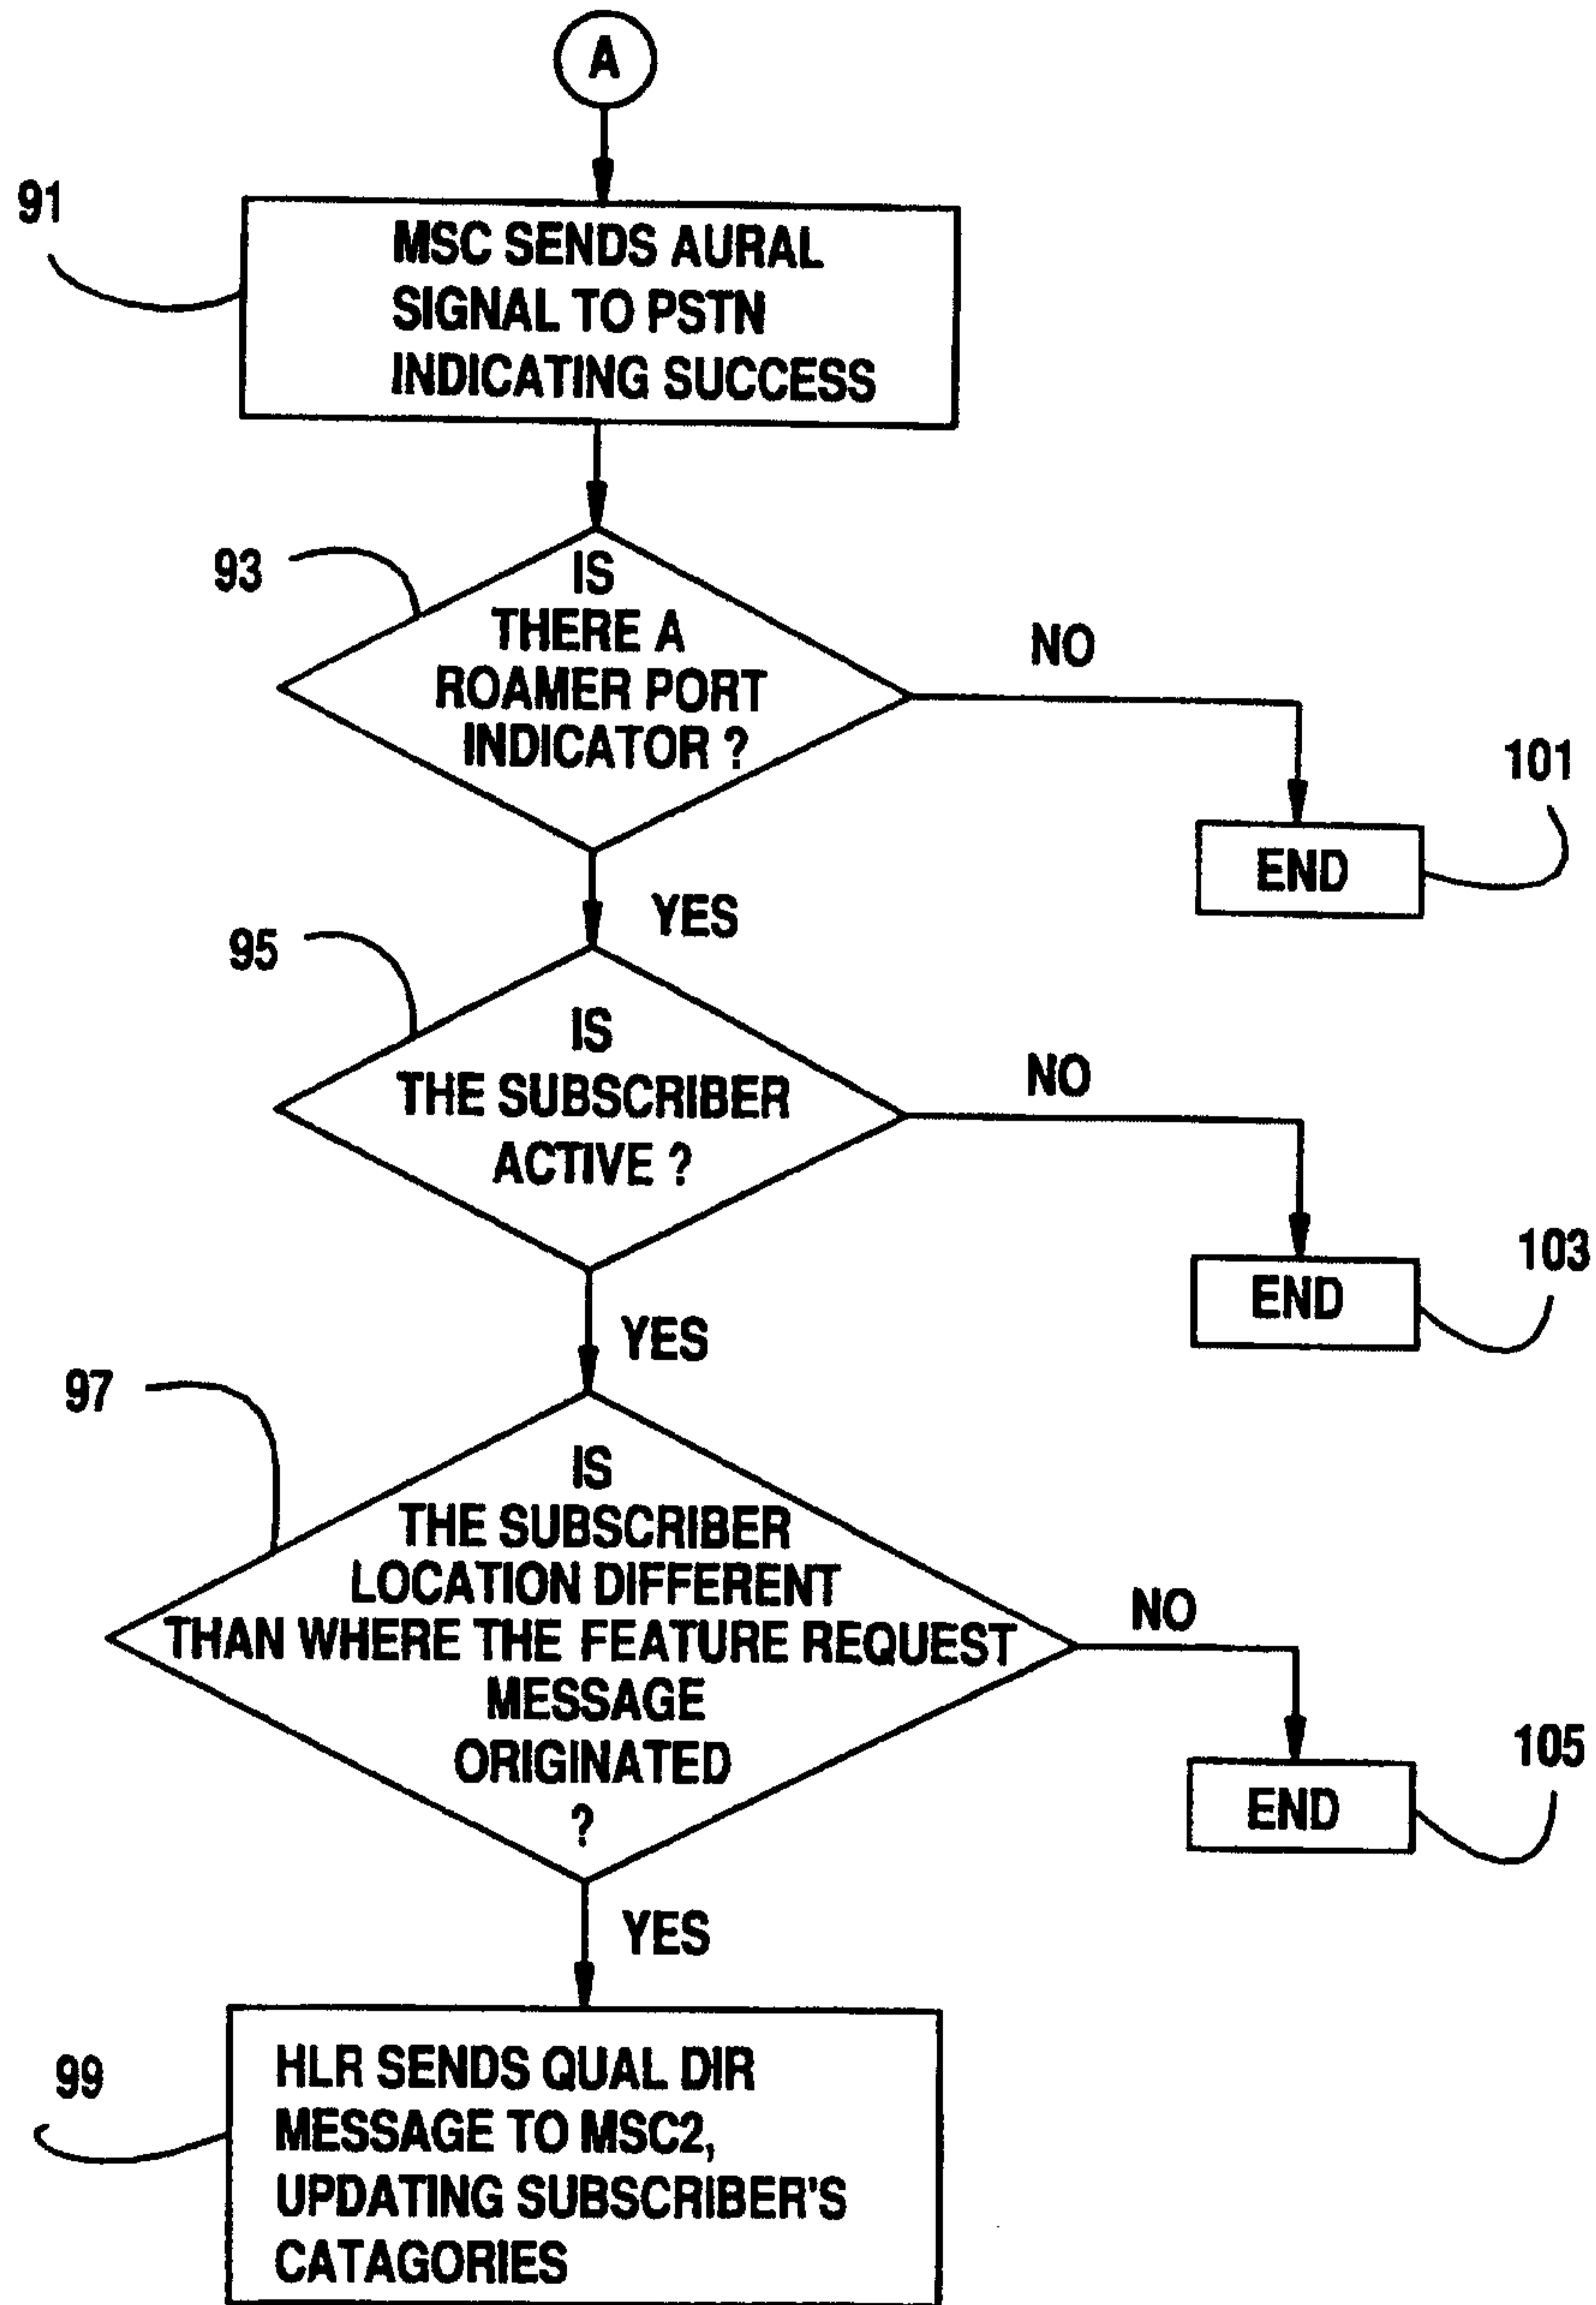 A
91
MSC SENDS AURAL
SIGNAL TO PSTN
INDICATING SUCCESS
93
IS
THERE A
ROAMER PORT
INDICATOR ?
NO
101
END
YES
95
IS
THE SUBSCRIBER
ACTIVE ?
NO
103
END
YES
97
IS
THE SUBSCRIBER
LOCATION DIFFERENT
THAN WHERE THE FEATURE REQUEST
MESSAGE
ORIGINATED
?
NO
105
END
YES
99
HLR SENDS QUAL DIR
MESSAGE TO MSC2,
UPDATING SUBSCRIBER'S
CATAGORIES